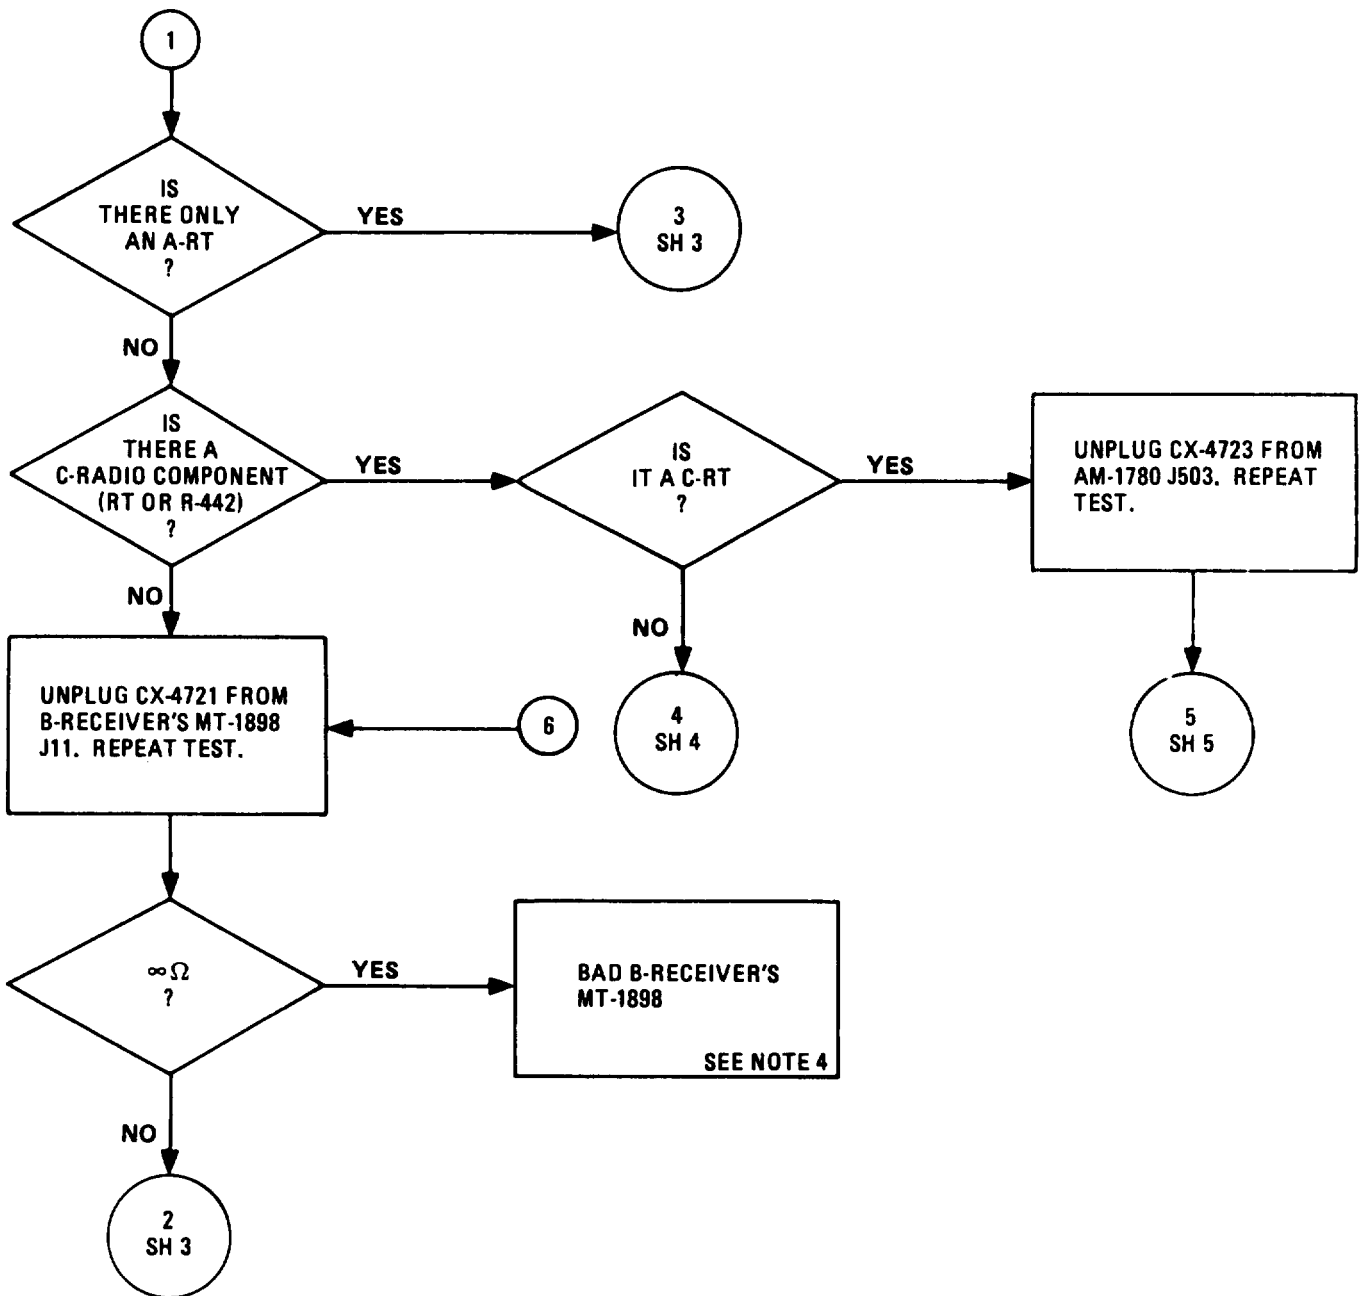 1
IS
THERE ONLY
AN A-RT
?
YES
3
SH 3
NO
IS
THERE A
C-RADIO COMPONENT
(RT OR R-442)
?
YES
IS
IT A C-RT
?
YES
UNPLUG CX-4723 FROM
AM-1780 J503. REPEAT
TEST.
NO
NO
UNPLUG CX-4721 FROM
B-RECEIVER'S MT-1898
J11. REPEAT TEST.
6
4
SH 4
5
SH 5
∞Ω
?
YES
BAD B-RECEIVER'S
MT-1898
SEE NOTE 4
NO
2
SH 3